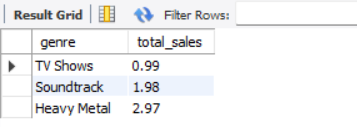 Result Grid Filter Rows:
genre total_sales
TV Shows 0.99
Soundtrack 1.98
Heavy Metal 2.97